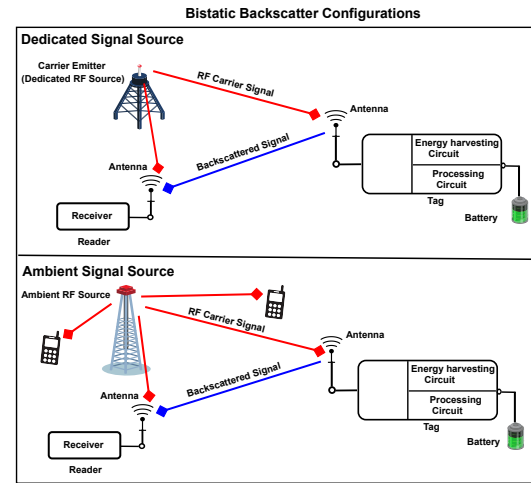 Bistatic Backscatter Configurations
Dedicated Signal Source
Carrier Emitter
(Dedicated RF Source)
RF Carrier Signal
Antenna
Antenna
Backscattered Signal
Energy harvesting
Circuit
Processing
Circuit
Receiver
Reader
Tag
Battery
Ambient Signal Source
Ambient RF Source
RF Carrier Signal
Antenna
Antenna
Backscattered Signal
Energy harvesting
Circuit
Processing
Circuit
Receiver
Reader
Tag
Battery